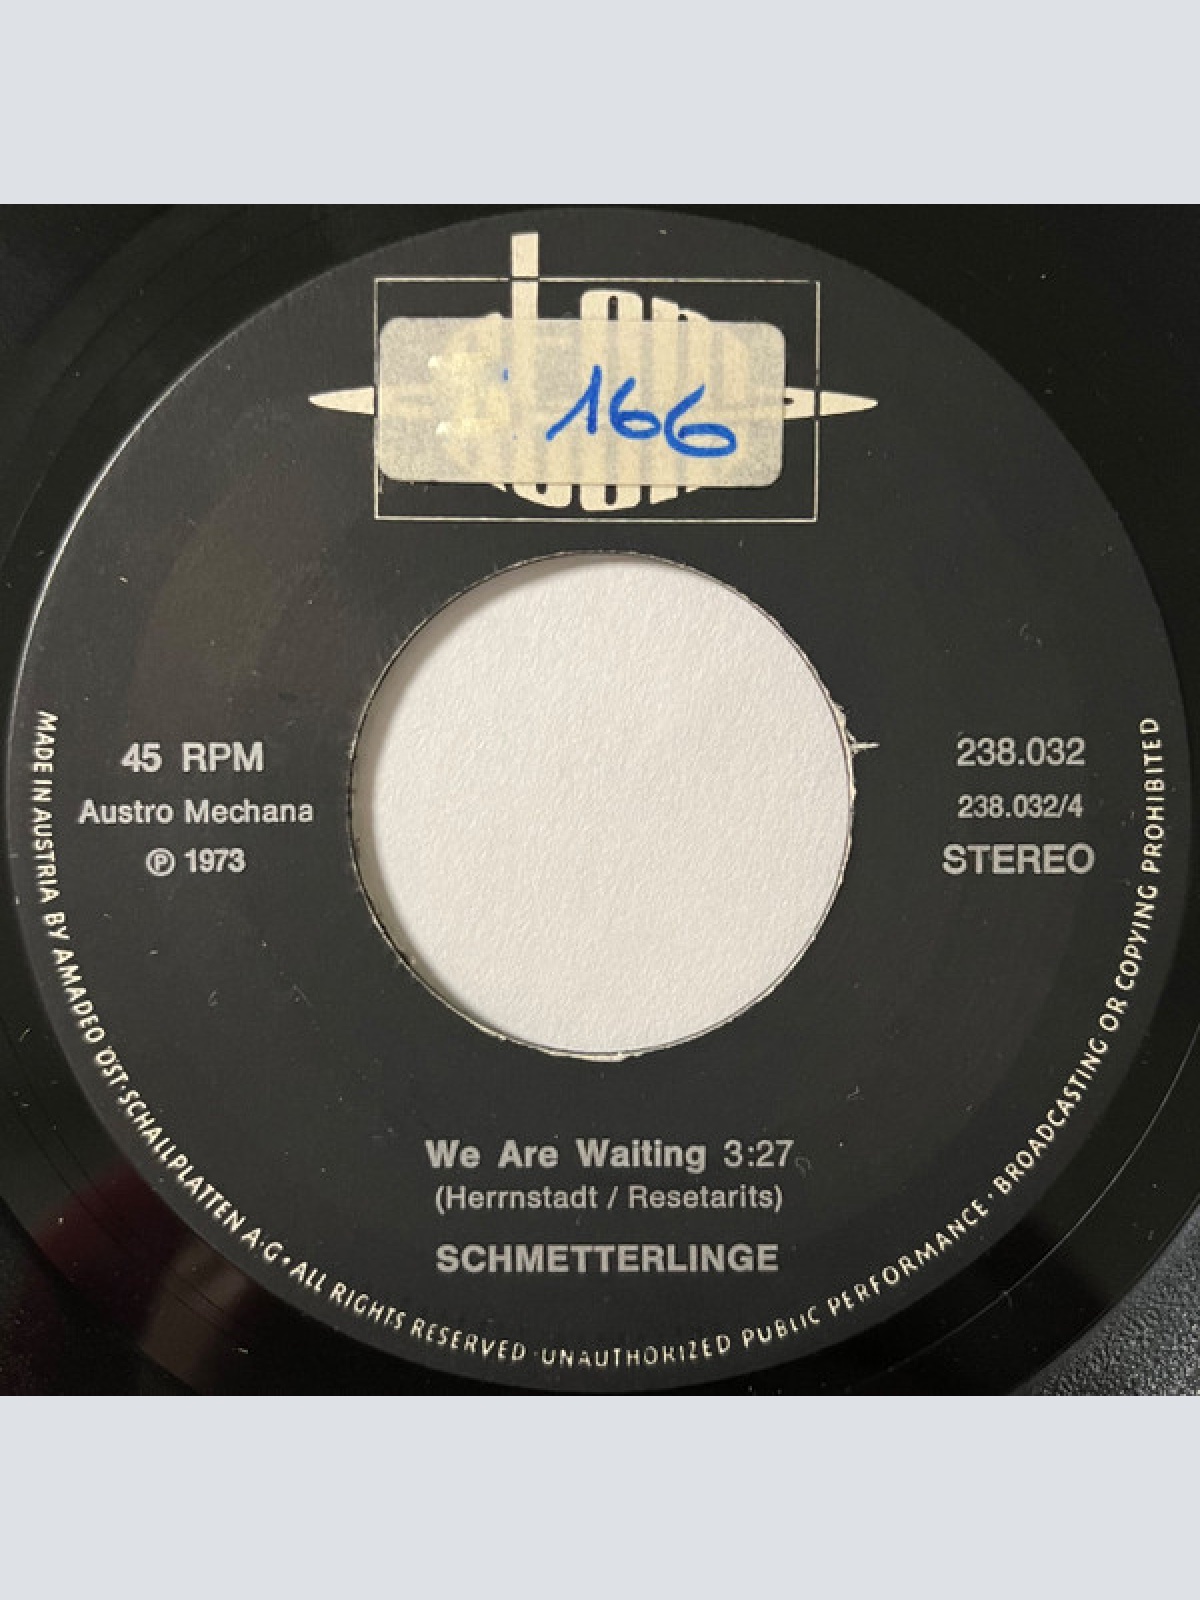 166
45 RPM
Austro Mechana
℗ 1973
238.032
238.032/4
STEREO
We Are Waiting 3:27
(Herrnstadt / Resetarits)
SCHMETTERLINGE
MADE IN AUSTRIA BY AMADEO ÖST·SCHALLPLATTEN A·G·ALL RIGHTS RESERVED·UNAUTHORIZED PUBLIC PERFORMANCE·BROADCASTING OR COPYING PROHIBITED